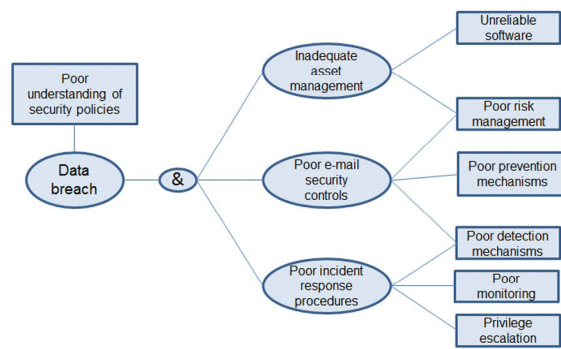 Poor
understanding of
security policies
Data
breach
&
Inadequate
asset
management
Poor e-mail
security
controls
Poor incident
response
procedures
Unreliable
software
Poor risk
management
Poor prevention
mechanisms
Poor detection
mechanisms
Poor
monitoring
Privilege
escalation